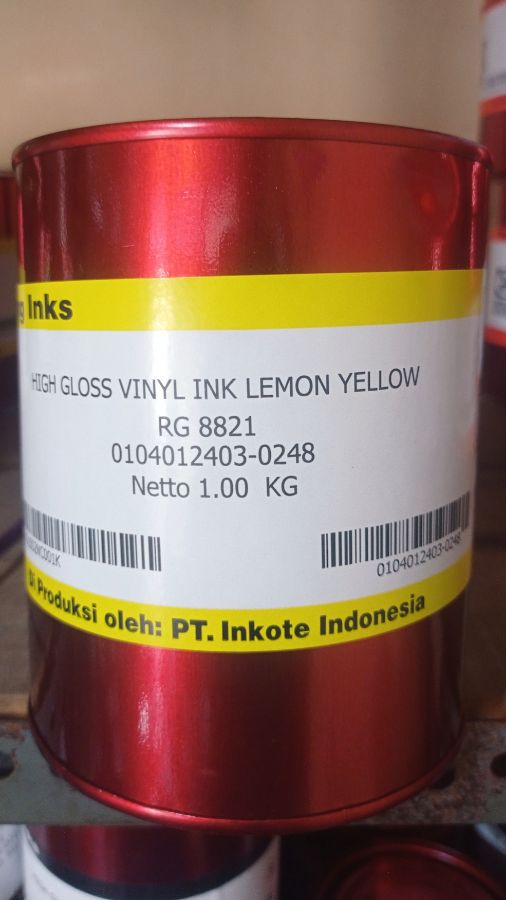 Inks
HIGH GLOSS VINYL INK LEMON YELLOW
RG 8821
0104012403-0248
Netto 1.00 KG
0104012403-0248
Di Produksi oleh: PT. Inkote Indonesia